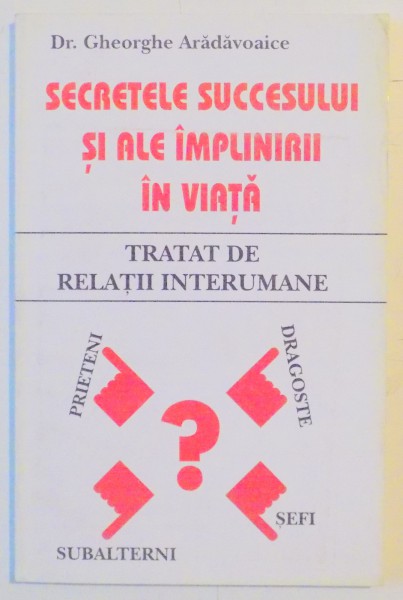 Dr. Gheorghe Arădăvoaice
SECRETELE SUCCESULUI
ȘI ALE ÎMPLINIRII
ÎN VIAȚĂ
TRATAT DE
RELAȚII INTERUMANE
PRIETENI
DRAGOSTE
?
ȘEFI
SUBALTERNI